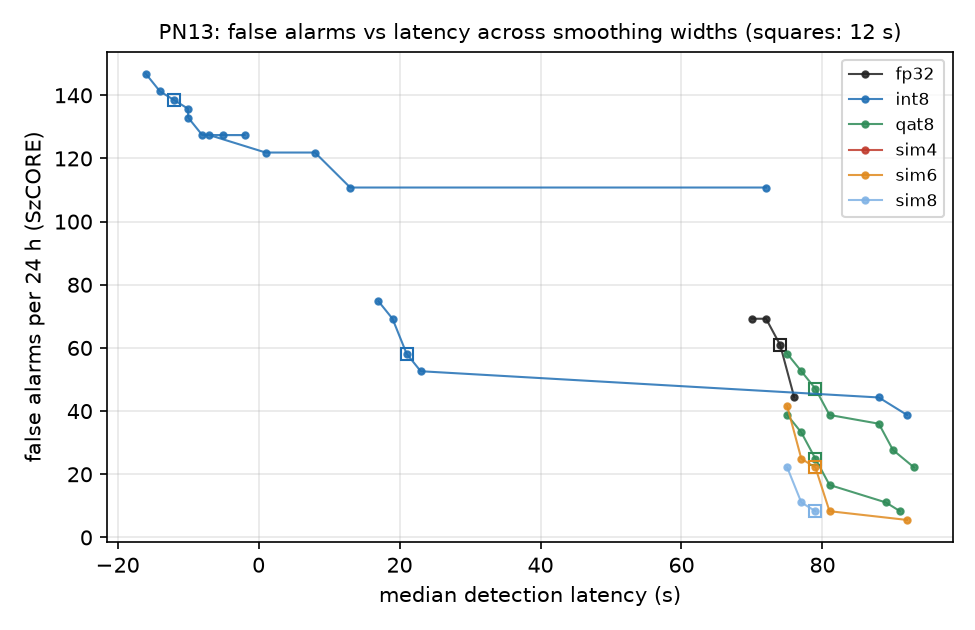 PN13: false alarms vs latency across smoothing widths (squares: 12 s)
false alarms per 24 h (SzCORE)
140
120
100
80
60
40
20
0
fp32
int8
qat8
sim4
sim6
sim8
−20
0
20
40
60
80
median detection latency (s)